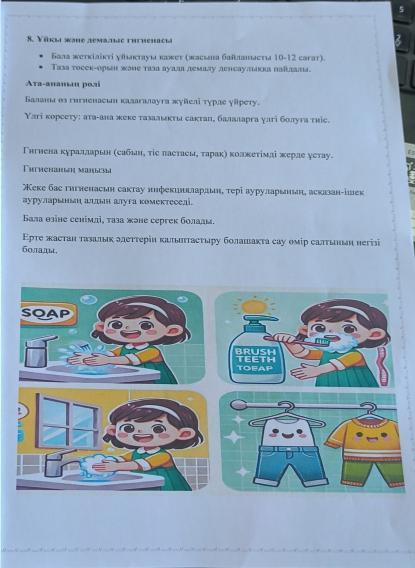 8. Ұйқы және демалыс гигиенасы
• Бала жеткілікті ұйықтауы қажет (жасына байланысты 10-12 сағат).
• Таза төсек-орын және таза ауада демалу денсаулыққа пайдалы.
Ата-ананың рөлі
Баланы өз гигиенасын қадағалауға жүйелі түрде үйрету.
Үлгі көрсету: ата-ана жеке тазалықты сақтап, балаларға үлгі болуға тиіс.
Гигиена құралдарын (сабын, тіс пастасы, тарақ) қолжетімді жерде ұстау.
Гигиенаның маңызы
Жеке бас гигиенасын сақтау инфекциялардың, тері ауруларының, асқазан-ішек
ауруларының алдын алуға көмектеседі.
Бала өзіне сенімді, таза және сергек болады.
Ерте жастан тазалық әдеттерін қалыптастыру болашақта сау өмір салтының негізі
болады.
SOAP
BRUSH
TEETH
TOEAP